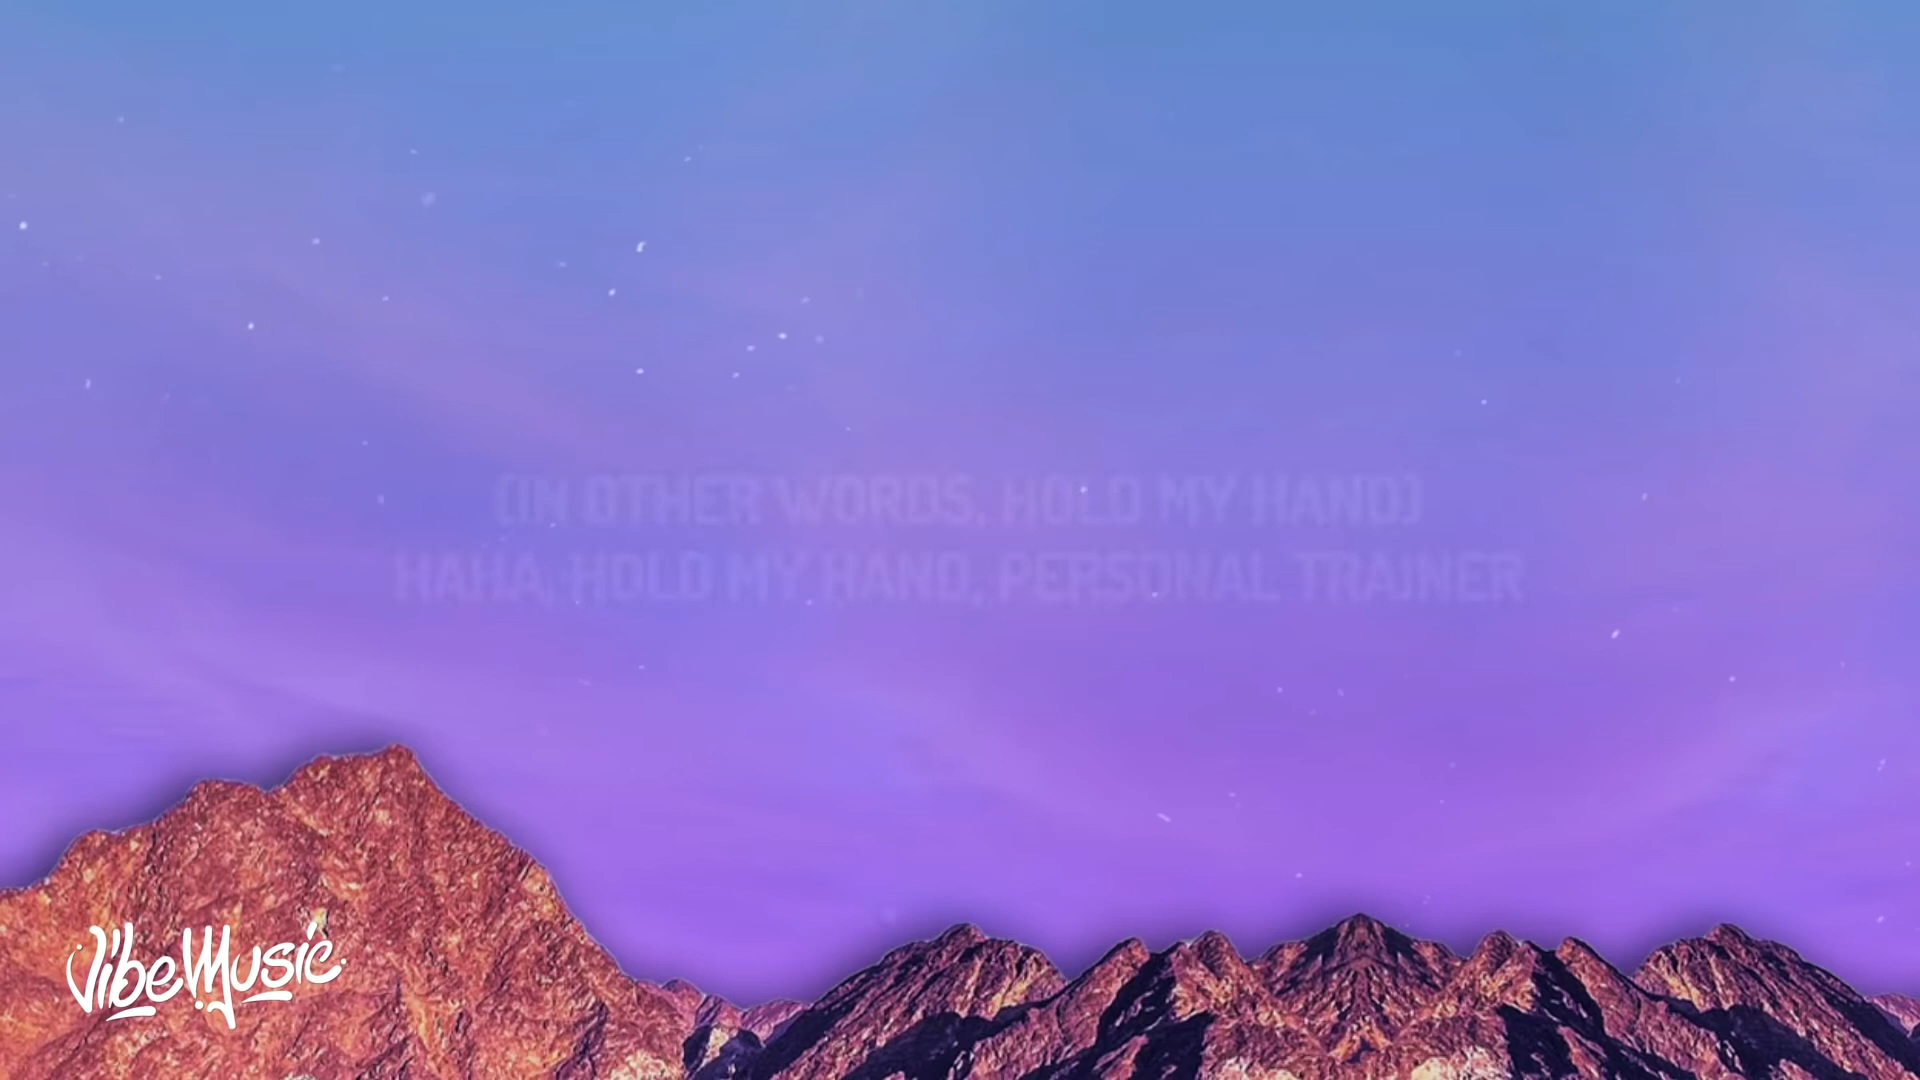 (IN OTHER WORDS, HOLD MY HAND)
HAHA, HOLD MY HAND, PERSONAL TRAINER
VibeMusic